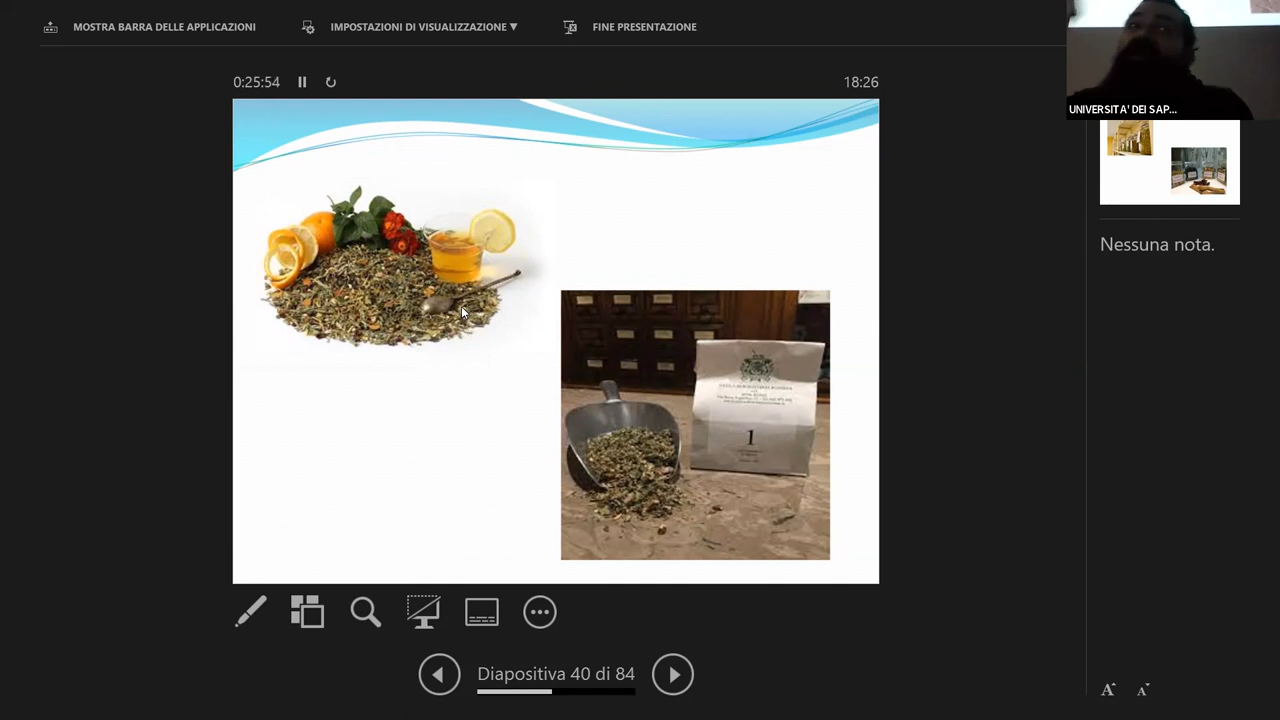 MOSTRA BARRA DELLE APPLICAZIONI
IMPOSTAZIONI DI VISUALIZZAZIONE ▼
FINE PRESENTAZIONE
UNIVERSITA' DEI SAP...
0:25:54
18:26
Nessuna nota.
1
Diapositiva 40 di 84
A
A